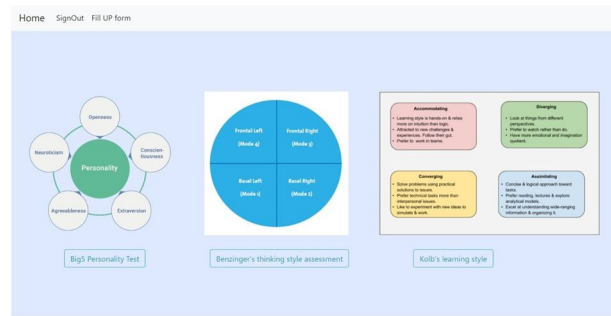 Home SignOut Fill UP form
Openness
Neuroticism
Conscien-
tiousness
Personality
Agreeableness
Extraversion
Frontal Left
(Mode 4)
Frontal Right
(Mode 3)
Basal Left
(Mode 1)
Basal Right
(Mode 2)
Accommodating
• Learning style is hands-on & relies
more on intuition than logic.
• Attracted to new challenges &
experiences. Follow their gut.
• Prefer to work in teams.
Diverging
• Look at things from different
perspectives.
• Prefer to watch rather than do.
• Have more emotional and imagination
quotient.
Converging
• Solve problems using practical
solutions to issues.
• Prefer technical tasks more than
interpersonal issues.
• Like to experiment with new ideas to
simulate & work.
Assimilating
• Concise & logical approach toward
tasks.
• Prefer reading, lectures & explore
analytical models.
• Excel at understanding wide-ranging
information & organizing it.
Big5 Personality Test
Benzinger's thinking style assessment
Kolb's learning style